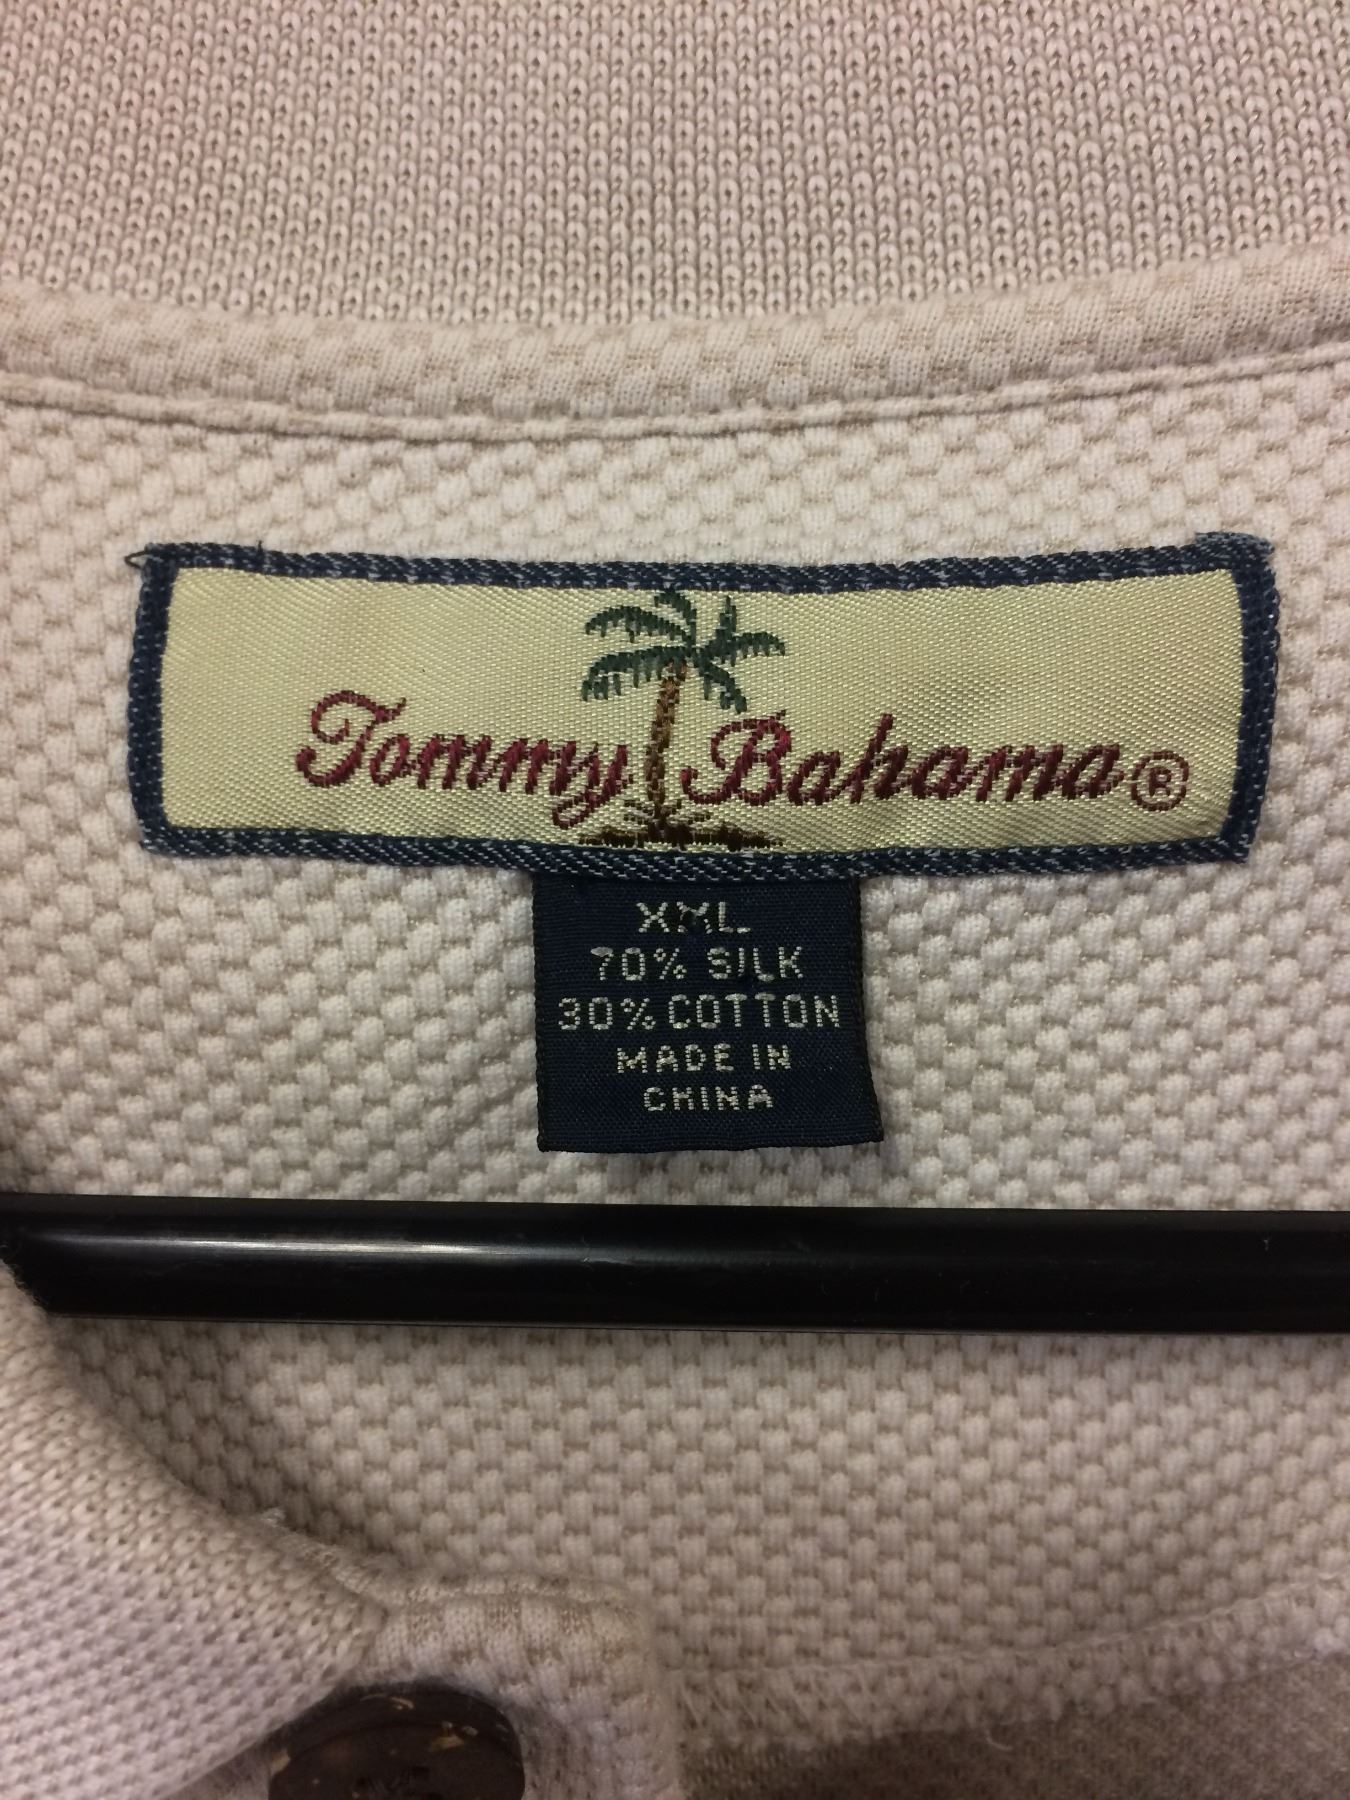 Tommy Bahama®
XXL
70% SILK
30% COTTON
MADE IN
CHINA